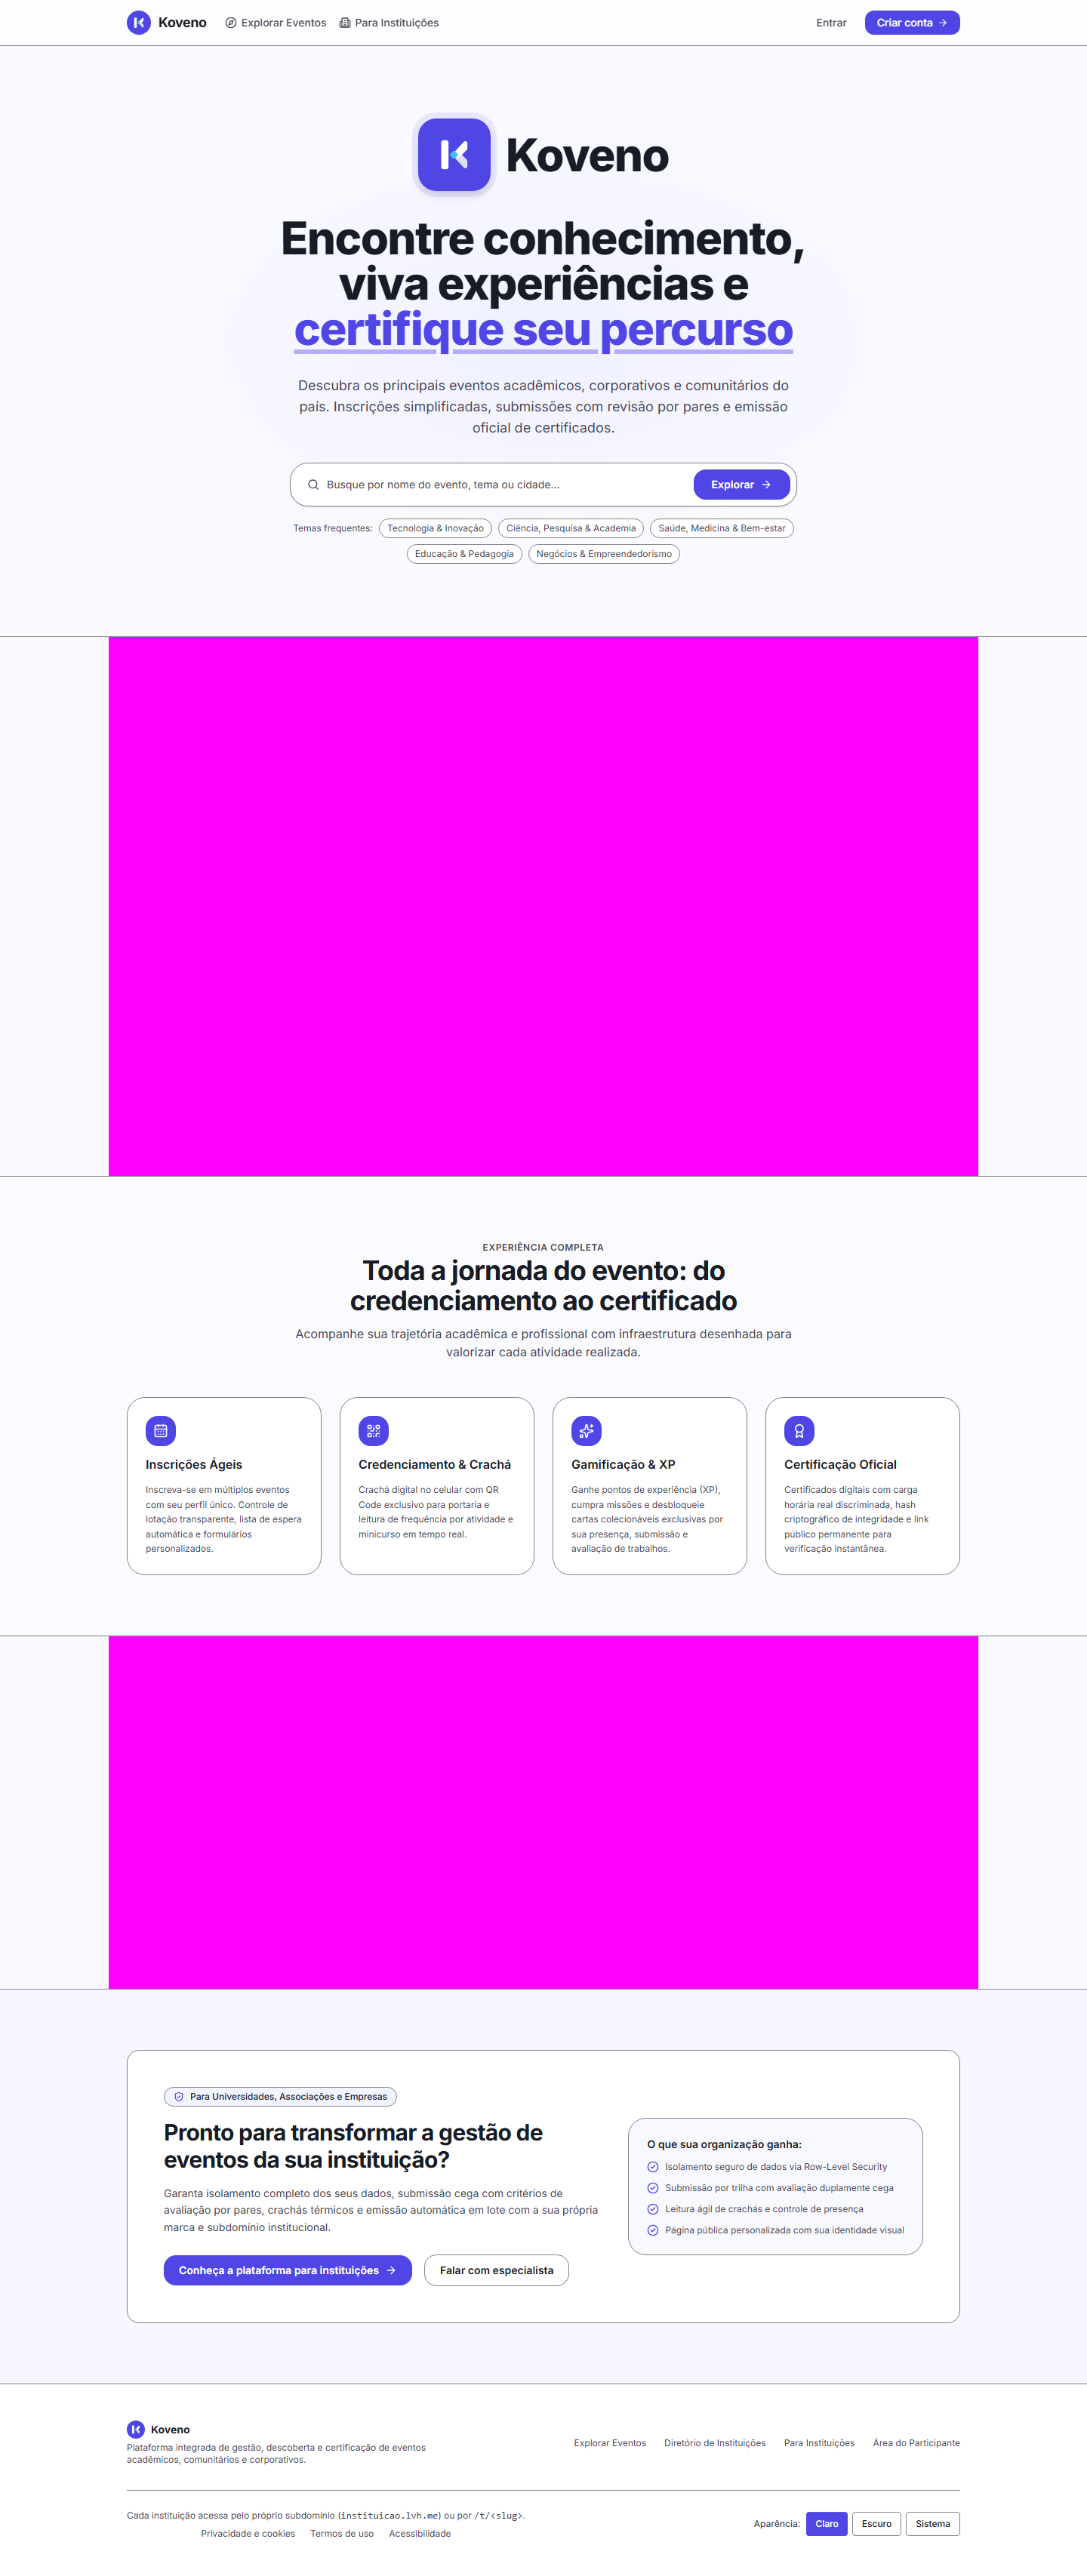 Koveno
Explorar Eventos
Para Instituições
Entrar
Criar conta
Koveno
Encontre conhecimento,
viva experiências e
certifique seu percurso
Descubra os principais eventos acadêmicos, corporativos e comunitários do
país. Inscrições simplificadas, submissões com revisão por pares e emissão
oficial de certificados.
Busque por nome do evento, tema ou cidade...
Explorar
Temas frequentes:
Tecnologia & Inovação
Ciência, Pesquisa & Academia
Saúde, Medicina & Bem-estar
Educação & Pedagogia
Negócios & Empreendedorismo
EXPERIÊNCIA COMPLETA
Toda a jornada do evento: do
credenciamento ao certificado
Acompanhe sua trajetória acadêmica e profissional com infraestrutura desenhada para
valorizar cada atividade realizada.
Inscrições Ágeis
Inscreva-se em múltiplos eventos
com seu perfil único. Controle de
lotação transparente, lista de espera
automática e formulários
personalizados.
Credenciamento & Crachá
Crachá digital no celular com QR
Code exclusivo para portaria e
leitura de frequência por atividade e
minicurso em tempo real.
Gamificação & XP
Ganhe pontos de experiência (XP),
cumpra missões e desbloqueie
cartas colecionáveis exclusivas por
sua presença, submissão e
avaliação de trabalhos.
Certificação Oficial
Certificados digitais com carga
horária real discriminada, hash
criptográfico de integridade e link
público permanente para
verificação instantânea.
Para Universidades, Associações e Empresas
Pronto para transformar a gestão de
eventos da sua instituição?
Garanta isolamento completo dos seus dados, submissão cega com critérios de
avaliação por pares, crachás térmicos e emissão automática em lote com a sua própria
marca e subdomínio institucional.
Conheça a plataforma para instituições
Falar com especialista
O que sua organização ganha:
Isolamento seguro de dados via Row-Level Security
Submissão por trilha com avaliação duplamente cega
Leitura ágil de crachás e controle de presença
Página pública personalizada com sua identidade visual
Koveno
Plataforma integrada de gestão, descoberta e certificação de eventos
acadêmicos, comunitários e corporativos.
Explorar Eventos
Diretório de Instituições
Para Instituições
Área do Participante
Cada instituição acessa pelo próprio subdomínio (instituicao.lvh.me) ou por /t/<slug>.
Privacidade e cookies
Termos de uso
Acessibilidade
Aparência:
Claro
Escuro
Sistema